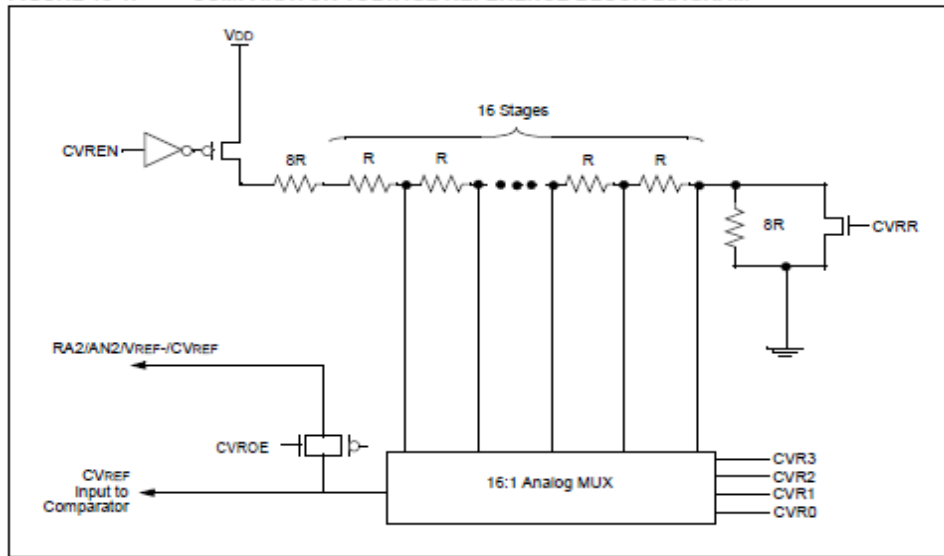 VDD
16 Stages
CVREN
8R
R
R
R
R
8R
CVRR
RA2/AN2/VREF-/CVREF
CVROE
CVREF
Input to
Comparator
16:1 Analog MUX
CVR3
CVR2
CVR1
CVR0